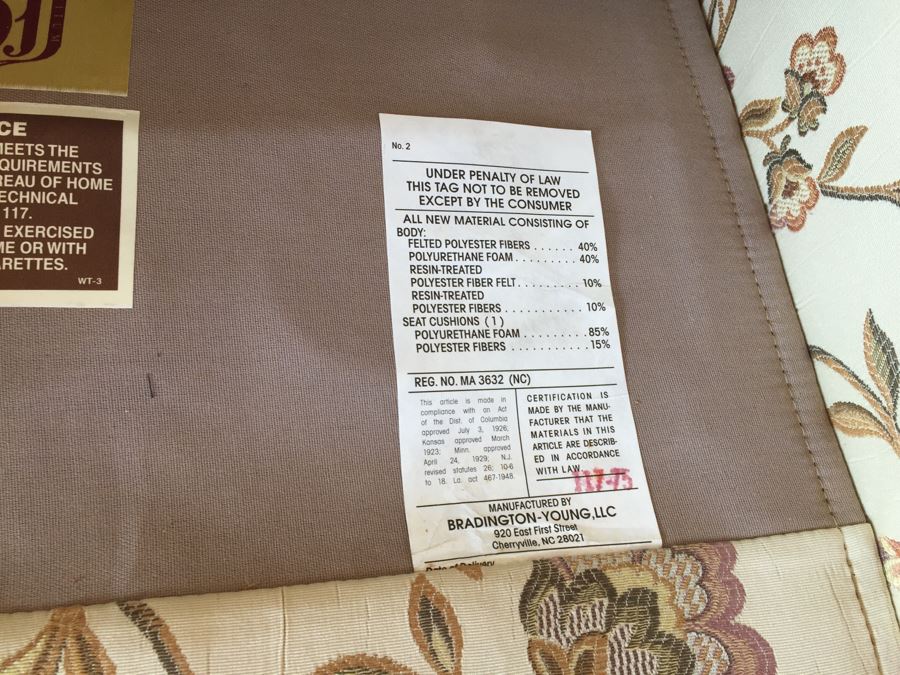 CE
MEETS THE
QUIREMENTS
REAU OF HOME
ECHNICAL
117.
EXERCISED
ME OR WITH
RETTES.
WT-3
No. 2
UNDER PENALTY OF LAW
THIS TAG NOT TO BE REMOVED
EXCEPT BY THE CONSUMER
ALL NEW MATERIAL CONSISTING OF
BODY:
FELTED POLYESTER FIBERS . . . . . . 40%
POLYURETHANE FOAM . . . . . . . . . 40%
RESIN-TREATED
POLYESTER FIBER FELT . . . . . . . . 10%
RESIN-TREATED
POLYESTER FIBERS . . . . . . . . . . . 10%
SEAT CUSHIONS ( 1 )
POLYURETHANE FOAM . . . . . . . . . 85%
POLYESTER FIBERS . . . . . . . . . . . 15%
REG. NO. MA 3632 (NC)
This article is made in
compliance with an Act
of the Dist. of Columbia
approved July 3, 1926;
Kansas approved March
1923; Minn. approved
April 24, 1929; N.J.
revised statutes 26; 10-6
to 18. La. act 467-1948.
CERTIFICATION IS
MADE BY THE MANU-
FACTURER THAT THE
MATERIALS IN THIS
ARTICLE ARE DESCRIB-
ED IN ACCORDANCE
WITH LAW
117-75
MANUFACTURED BY
BRADINGTON-YOUNG,LLC
920 East First Street
Cherryville, NC 28021
Date of Delivery